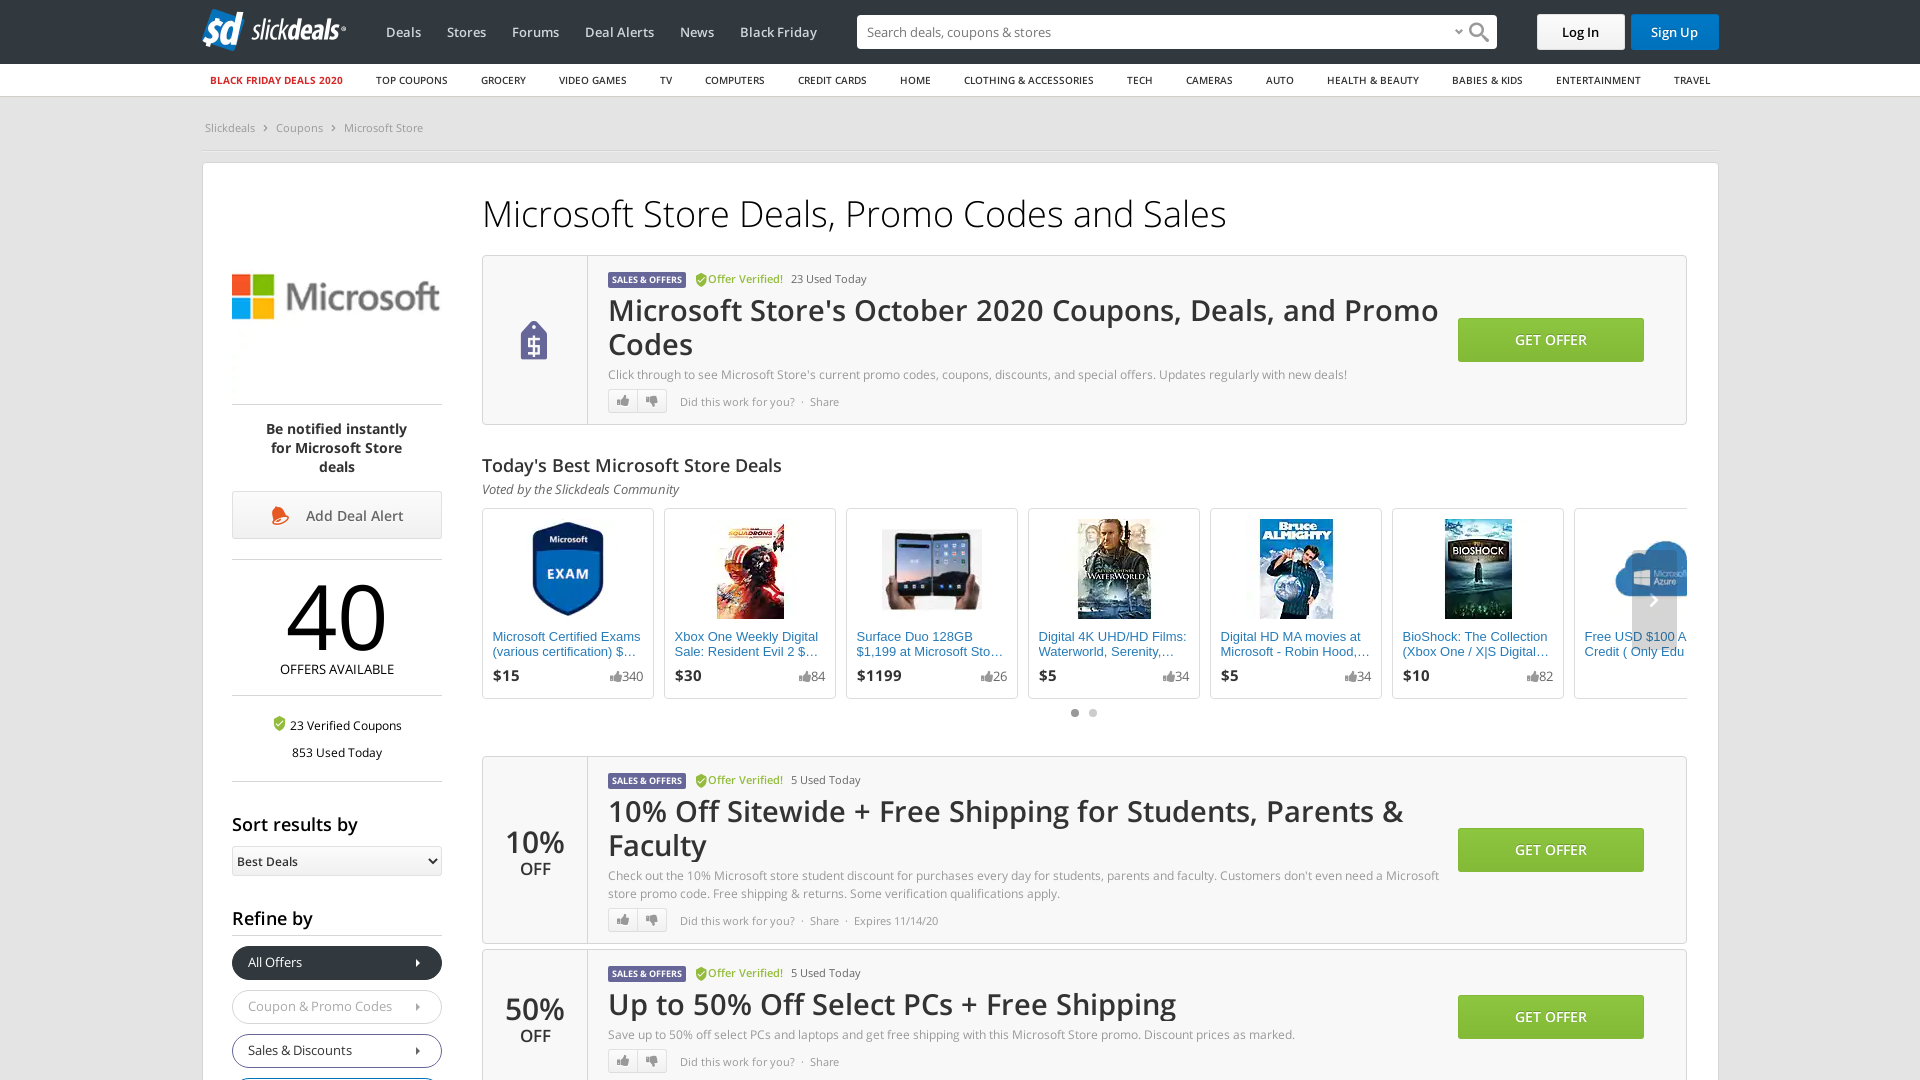 sd slickdeals
Deals Stores Forums Deal Alerts News Black Friday
Search deals, coupons & stores
Log In
Sign Up
BLACK FRIDAY DEALS 2020 TOP COUPONS GROCERY VIDEO GAMES TV COMPUTERS CREDIT CARDS HOME CLOTHING & ACCESSORIES TECH CAMERAS AUTO HEALTH & BEAUTY BABIES & KIDS ENTERTAINMENT TRAVEL
Slickdeals > Coupons > Microsoft Store
Microsoft
Be notified instantly
for Microsoft Store
deals
Add Deal Alert
40
OFFERS AVAILABLE
23 Verified Coupons
853 Used Today
Sort results by
Best Deals
Refine by
All Offers
Coupon & Promo Codes
Sales & Discounts
Microsoft Store Deals, Promo Codes and Sales
SALES & OFFERS Offer Verified! 23 Used Today
Microsoft Store's October 2020 Coupons, Deals, and Promo
Codes
Click through to see Microsoft Store's current promo codes, coupons, discounts, and special offers. Updates regularly with new deals!
Did this work for you? · Share
GET OFFER
Today's Best Microsoft Store Deals
Voted by the Slickdeals Community
Microsoft
EXAM
Microsoft Certified Exams
(various certification) $...
$15 340
SQUADRONS
Xbox One Weekly Digital
Sale: Resident Evil 2 $...
$30 84
Surface Duo 128GB
$1,199 at Microsoft Sto...
$1199 26
WATERWORLD
Digital 4K UHD/HD Films:
Waterworld, Serenity,...
$5 34
Bruce
ALMIGHTY
Digital HD MA movies at
Microsoft - Robin Hood,...
$5 34
BIOSHOCK
BioShock: The Collection
(Xbox One / X|S Digital...
$10 82
Microsoft
Azure
Free USD $100 A
Credit ( Only Edu
10%
OFF
SALES & OFFERS Offer Verified! 5 Used Today
10% Off Sitewide + Free Shipping for Students, Parents &
Faculty
Check out the 10% Microsoft store student discount for purchases every day for students, parents and faculty. Customers don't even need a Microsoft
store promo code. Free shipping & returns. Some verification qualifications apply.
Did this work for you? · Share · Expires 11/14/20
GET OFFER
50%
OFF
SALES & OFFERS Offer Verified! 5 Used Today
Up to 50% Off Select PCs + Free Shipping
Save up to 50% off select PCs and laptops and get free shipping with this Microsoft Store promo. Discount prices as marked.
Did this work for you? · Share
GET OFFER